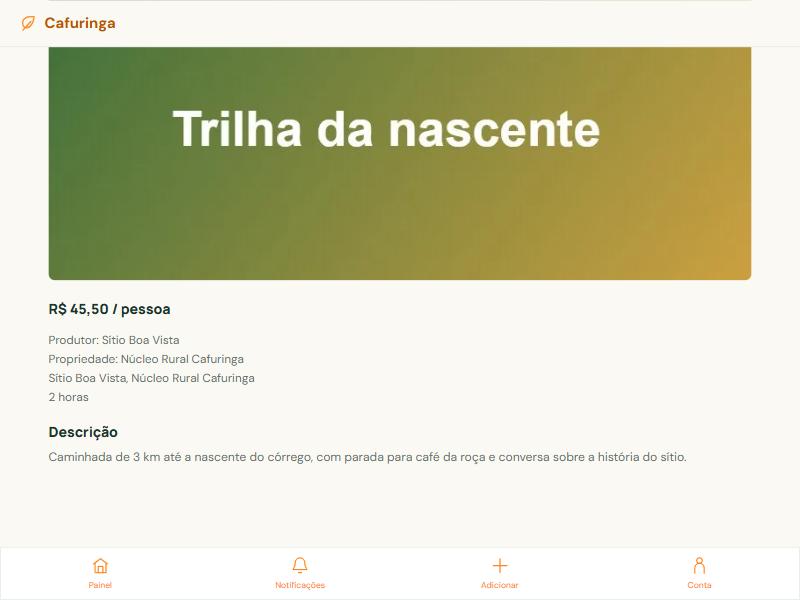 Cafuringa
Trilha da nascente
R$ 45,50 / pessoa
Produtor: Sítio Boa Vista
Propriedade: Núcleo Rural Cafuringa
Sítio Boa Vista, Núcleo Rural Cafuringa
2 horas
Descrição
Caminhada de 3 km até a nascente do córrego, com parada para café da roça e conversa sobre a história do sítio.
Painel
Notificações
Adicionar
Conta